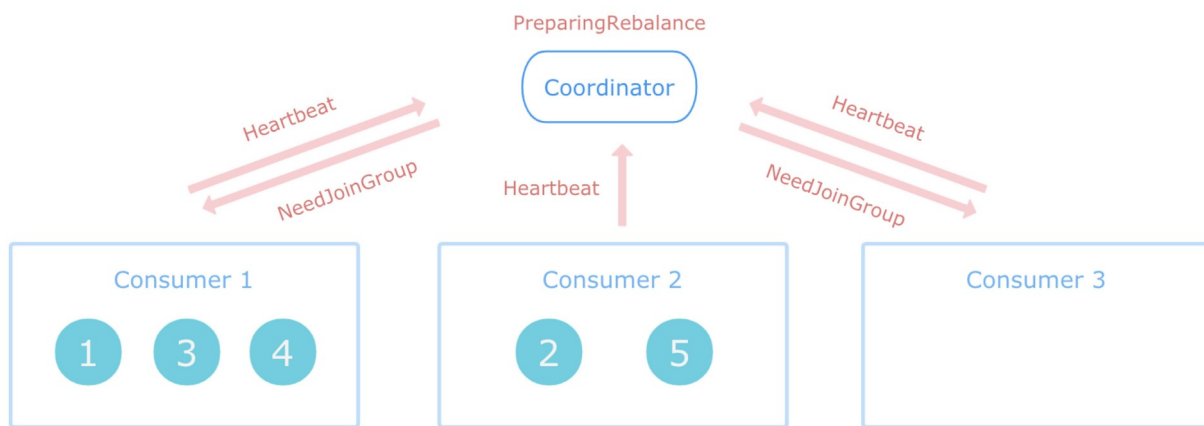 PreparingRebalance
Coordinator
Heartbeat
NeedJoinGroup
Heartbeat
Heartbeat
NeedJoinGroup
Consumer 1
1 3 4
Consumer 2
2 5
Consumer 3